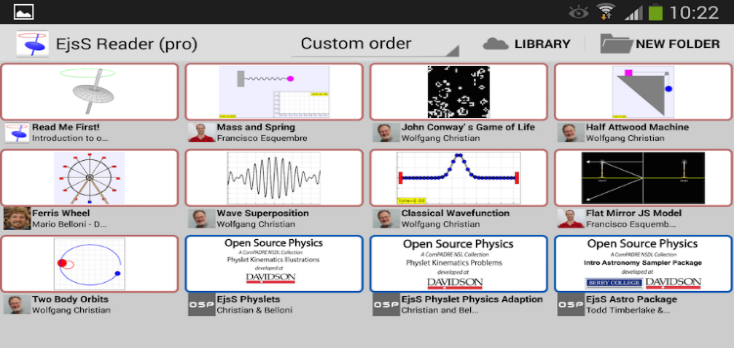 10:22
EjsS Reader (pro)
Custom order
LIBRARY
NEW FOLDER
Read Me First!
Introduction to o...
Mass and Spring
Francisco Esquembre
John Conway's Game of Life
Wolfgang Christian
Half Attwood Machine
Wolfgang Christian
Ferris Wheel
Mario Belloni - D...
Wave Superposition
Wolfgang Christian
Classical Wavefunction
Wolfgang Christian
Flat Mirror JS Model
Francisco Esquemb...
Two Body Orbits
Wolfgang Christian
Open Source Physics
A ComPADRE NSL Collection
Physlet Kinematics Illustrations
developed at
DAVIDSON
OSP
EjsS Physlets
Christian & Belloni
Open Source Physics
A ComPADRE NSL Collection
Physlet Kinematics Problems
developed at
DAVIDSON
OSP
EjsS Physlet Physics Adaption
Christian and Bel...
Open Source Physics
A ComPADRE NSDL Collection
Intro Astronomy Sampler Package
developed at
BERRY COLLEGE
DAVIDSON
OSP
EjsS Astro Package
Todd Timberlake &...